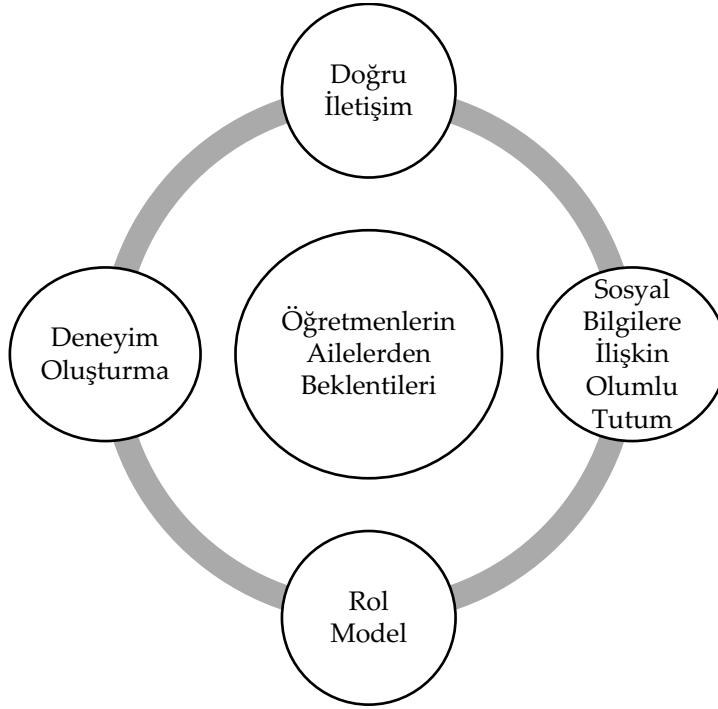 Doğru
İletişim
Deneyim
Oluşturma
Öğretmenlerin
Ailelerden
Beklentileri
Sosyal
Bilgilere
İlişkin
Olumlu
Tutum
Rol
Model